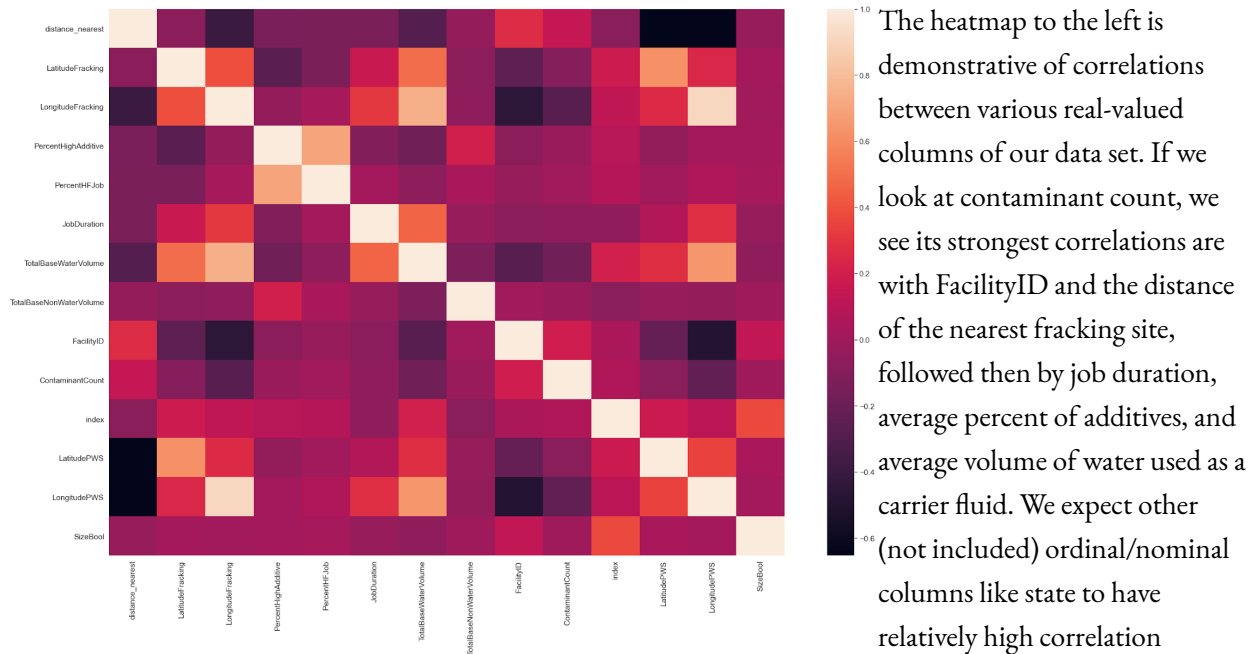 distance_nearest
LatitudeFracking
LongitudeFracking
PercentHighAdditive
PercentHFJob
JobDuration
TotalBaseWaterVolume
TotalBaseNonWaterVolume
FacilityID
ContaminantCount
index
LatitudePWS
LongitudePWS
SizeBool
distance_nearest
LatitudeFracking
LongitudeFracking
PercentHighAdditive
PercentHFJob
JobDuration
TotalBaseWaterVolume
TotalBaseNonWaterVolume
FacilityID
ContaminantCount
index
LatitudePWS
LongitudePWS
SizeBool
1.0
0.8
0.6
0.4
0.2
0.0
−0.2
−0.4
−0.6
The heatmap to the left is
demonstrative of correlations
between various real-valued
columns of our data set. If we
look at contaminant count, we
see its strongest correlations are
with FacilityID and the distance
of the nearest fracking site,
followed then by job duration,
average percent of additives, and
average volume of water used as a
carrier fluid. We expect other
(not included) ordinal/nominal
columns like state to have
relatively high correlation